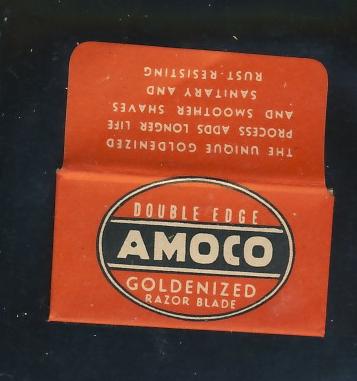 THE UNIQUE GOLDENIZED
PROCESS ADDS LONGER LIFE
AND SMOOTHER SHAVES
SANITARY AND
RUST-RESISTING
DOUBLE EDGE
AMOCO
GOLDENIZED
RAZOR BLADE